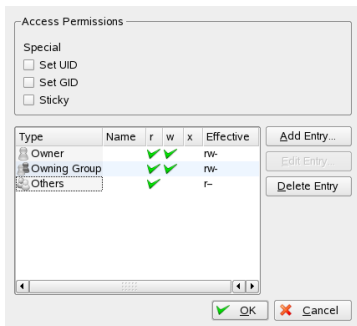 Access Permissions
Special
Set UID
Set GID
Sticky
Type Name r w x Effective
Owner rw-
Owning Group rw-
Others r--
Add Entry...
Edit Entry...
Delete Entry
OK
Cancel